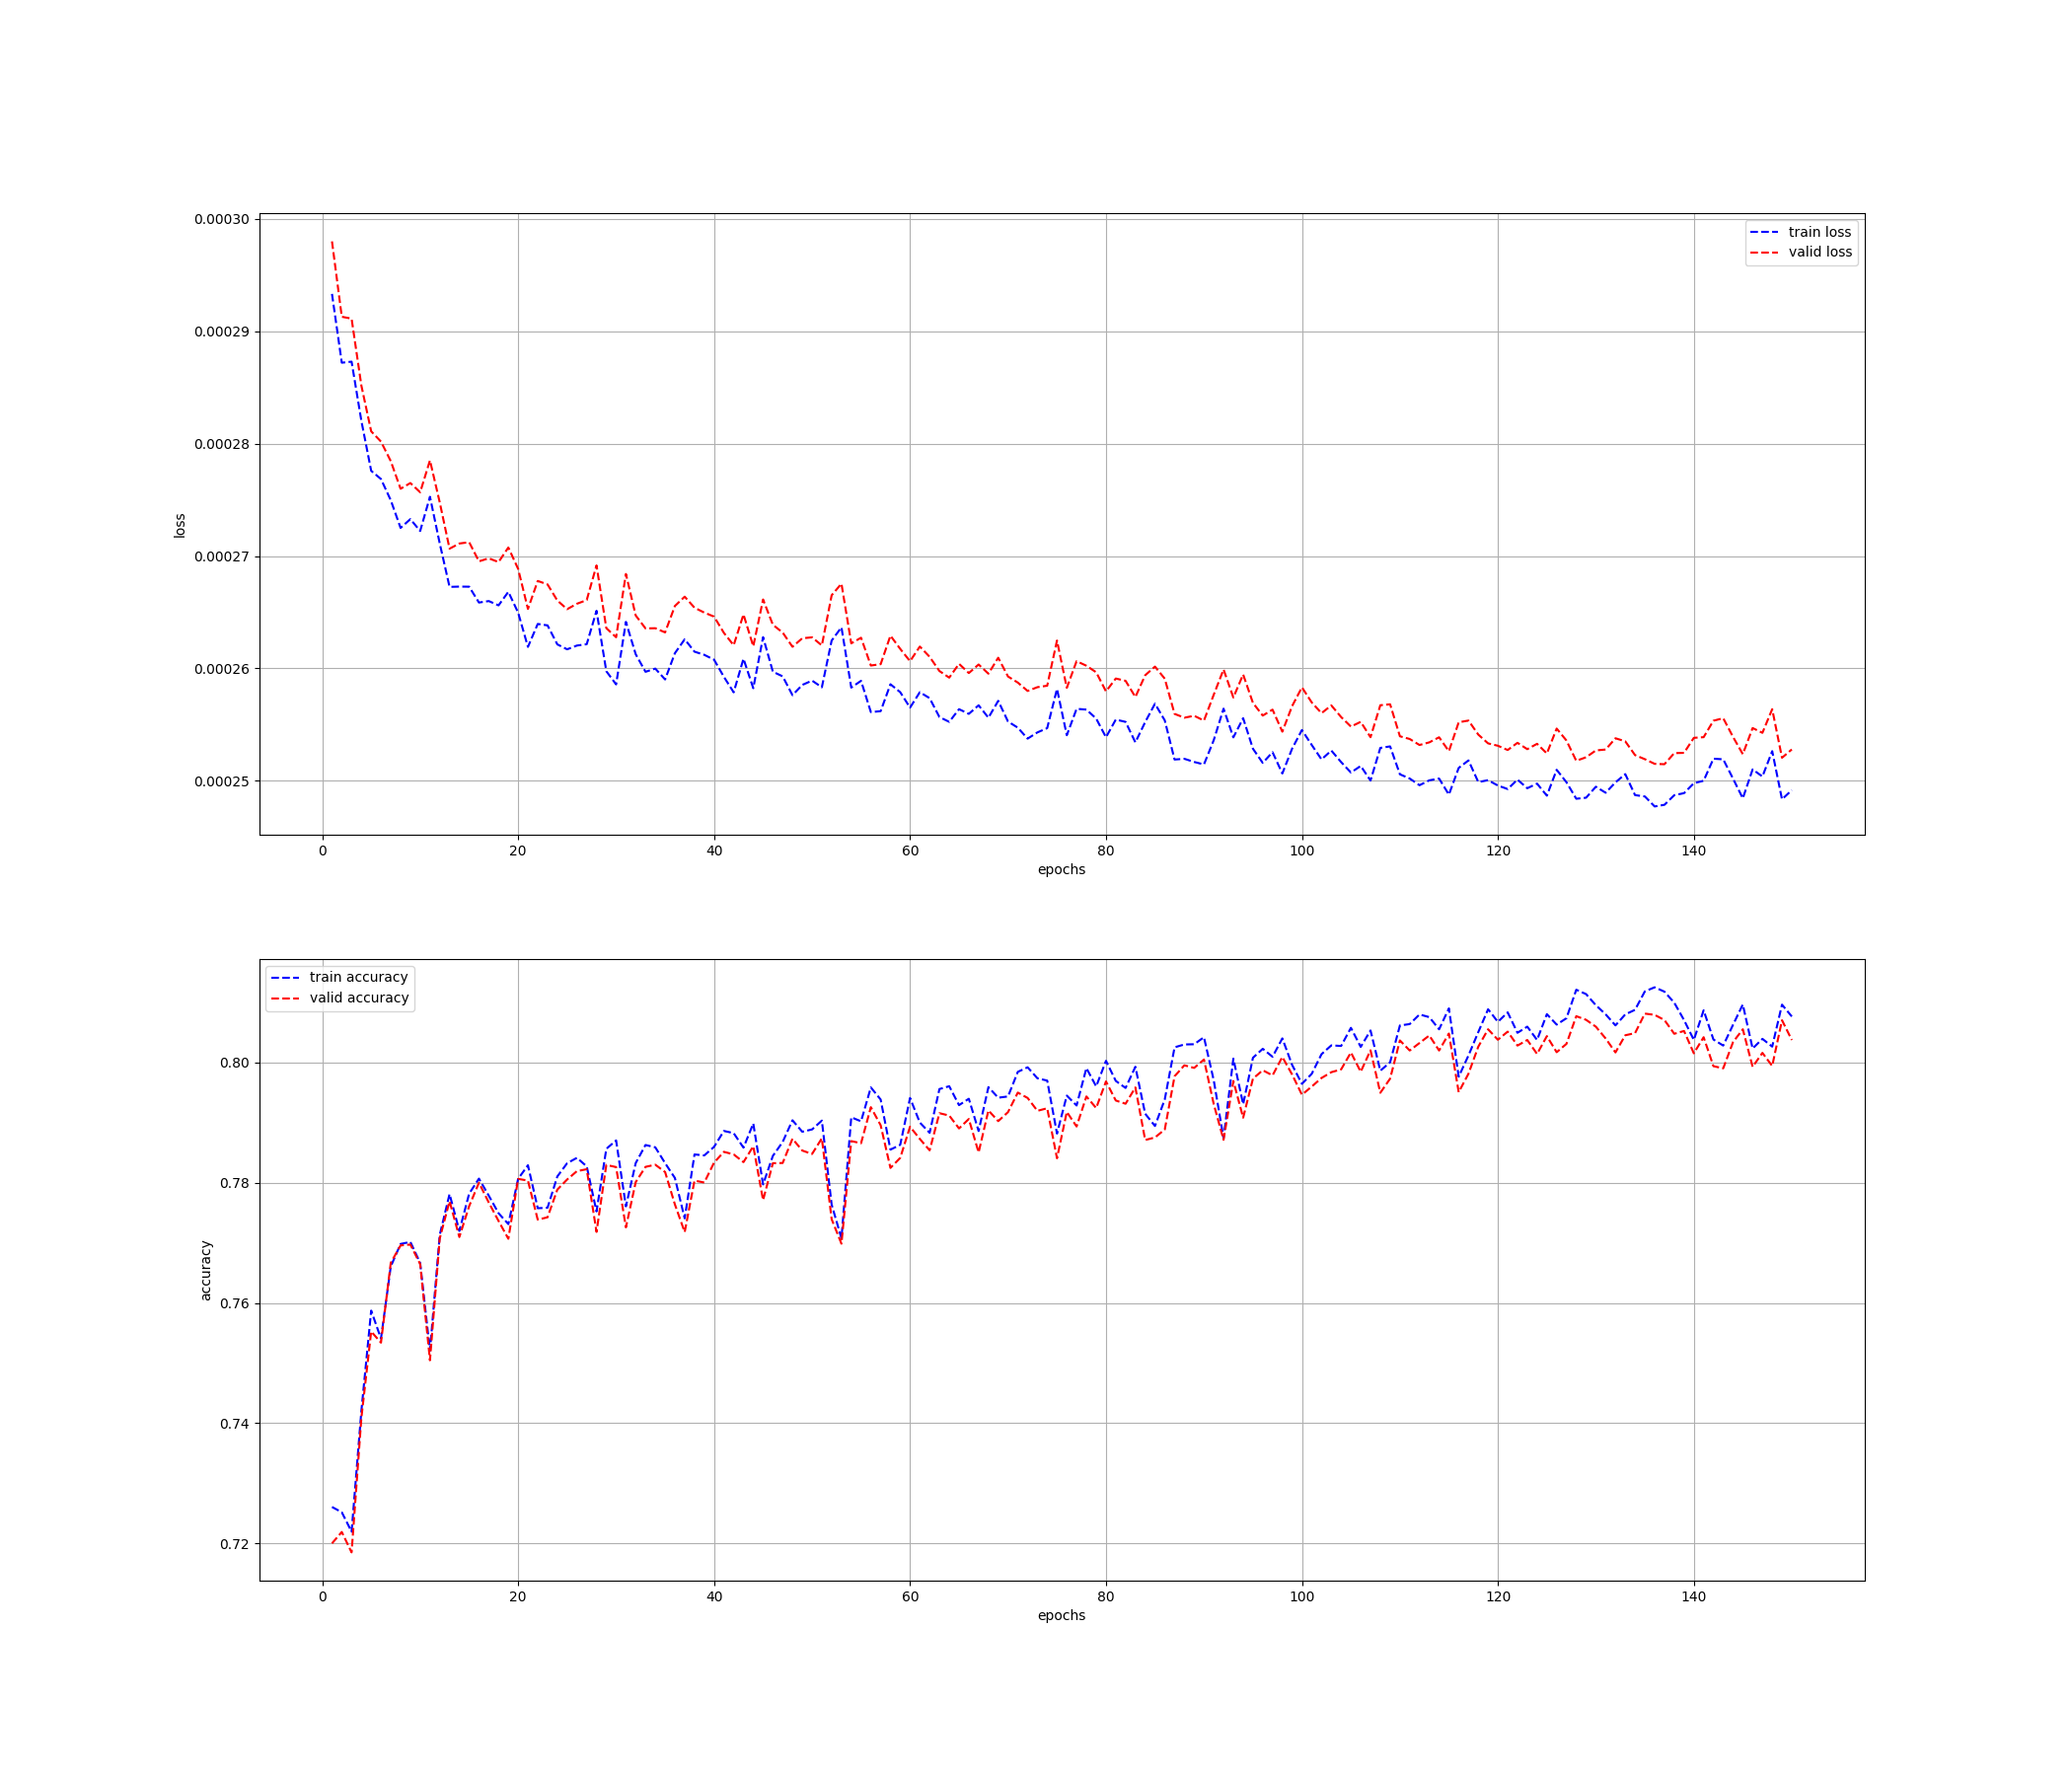 0.00030
train loss
valid loss
0.00029
0.00028
loss
0.00027
0.00026
0.00025
0 20 40 60 80 100 120 140
epochs
train accuracy
valid accuracy
0.80
0.78
accuracy
0.76
0.74
0.72
0 20 40 60 80 100 120 140
epochs